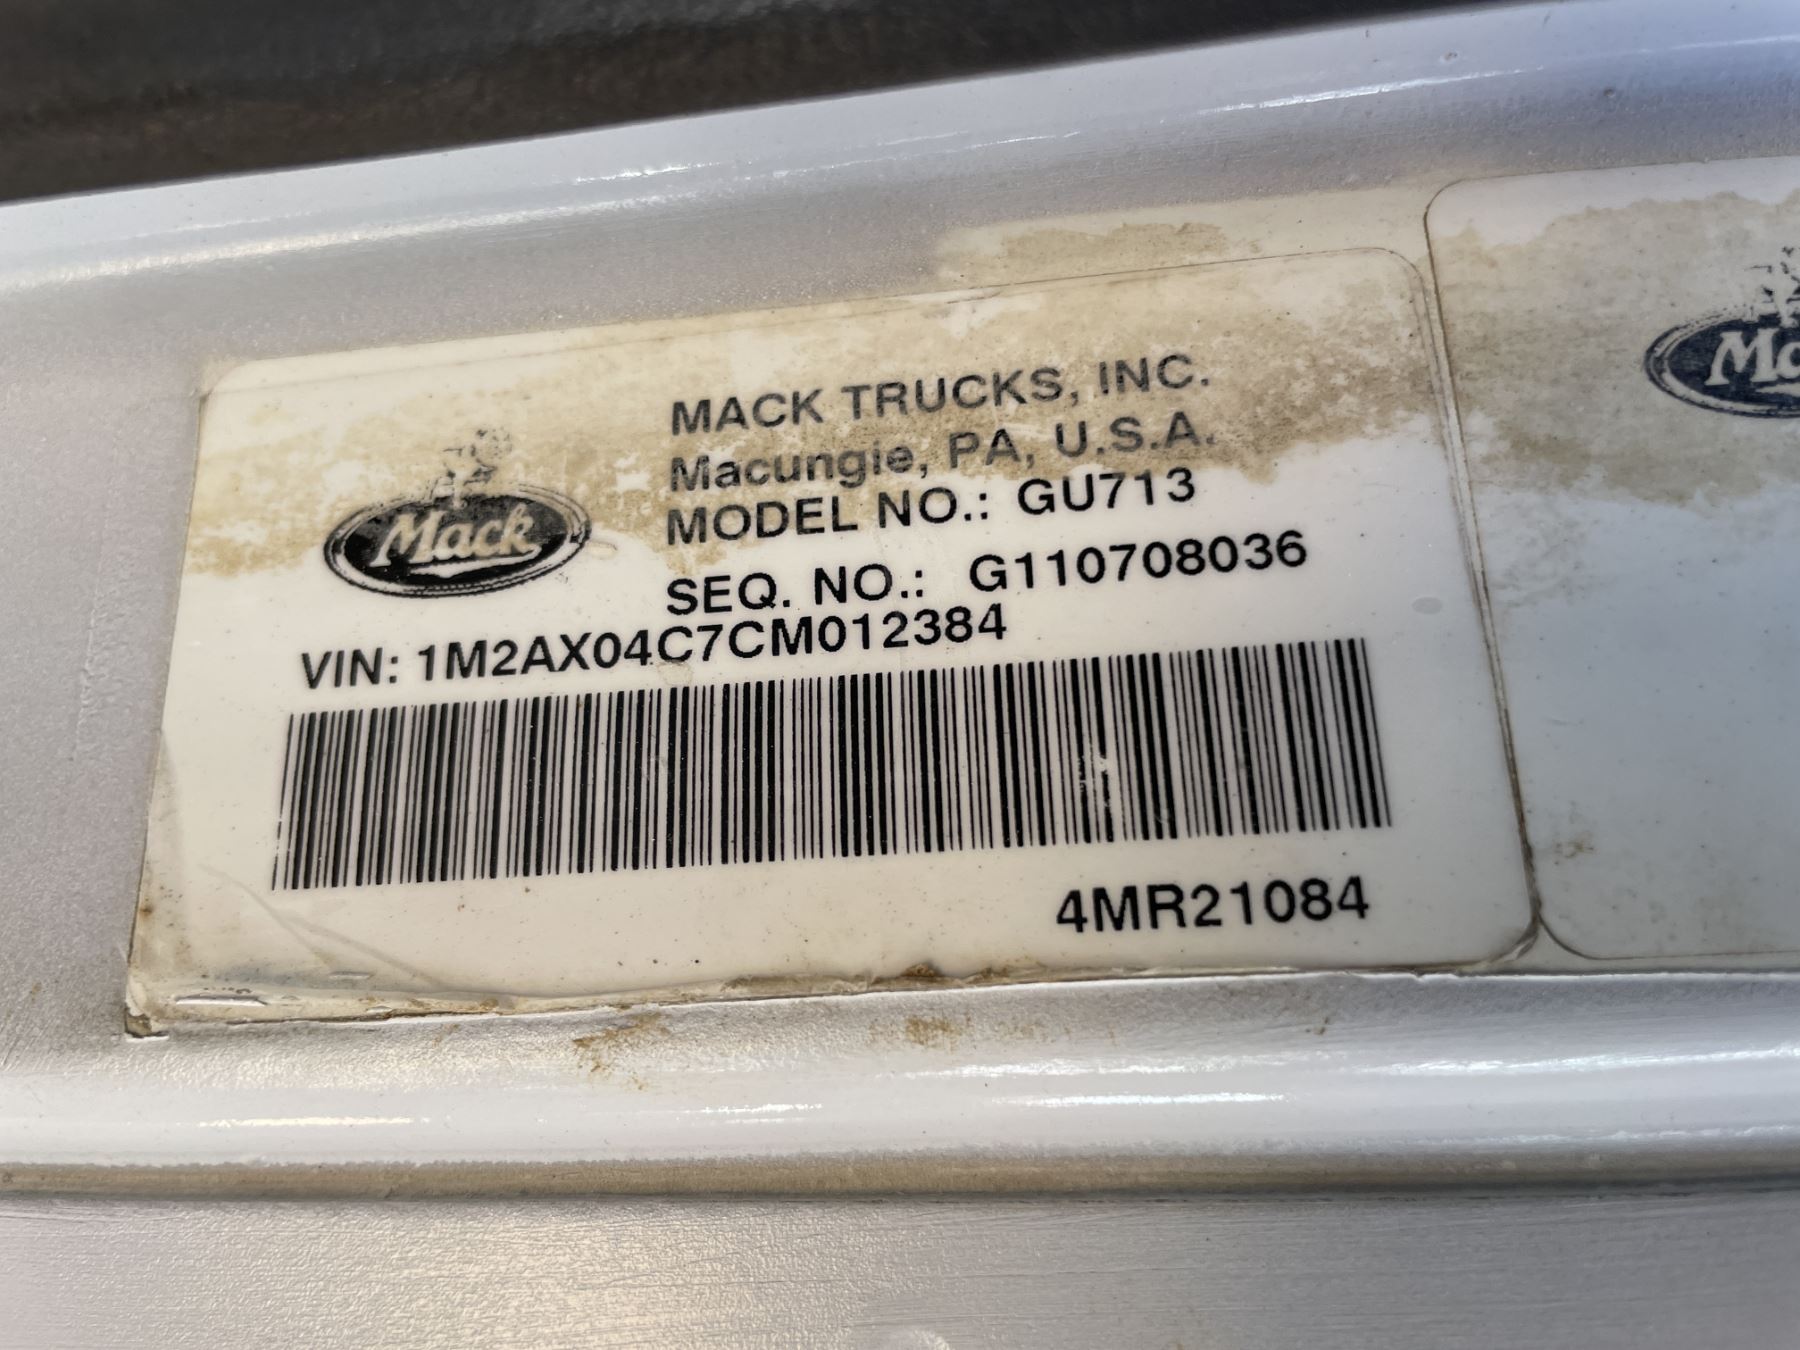 MACK TRUCKS, INC.
Macungie, PA, U.S.A.
MODEL NO.: GU713
SEQ. NO.: G110708036
VIN: 1M2AX04C7CM012384
4MR21084
Mack